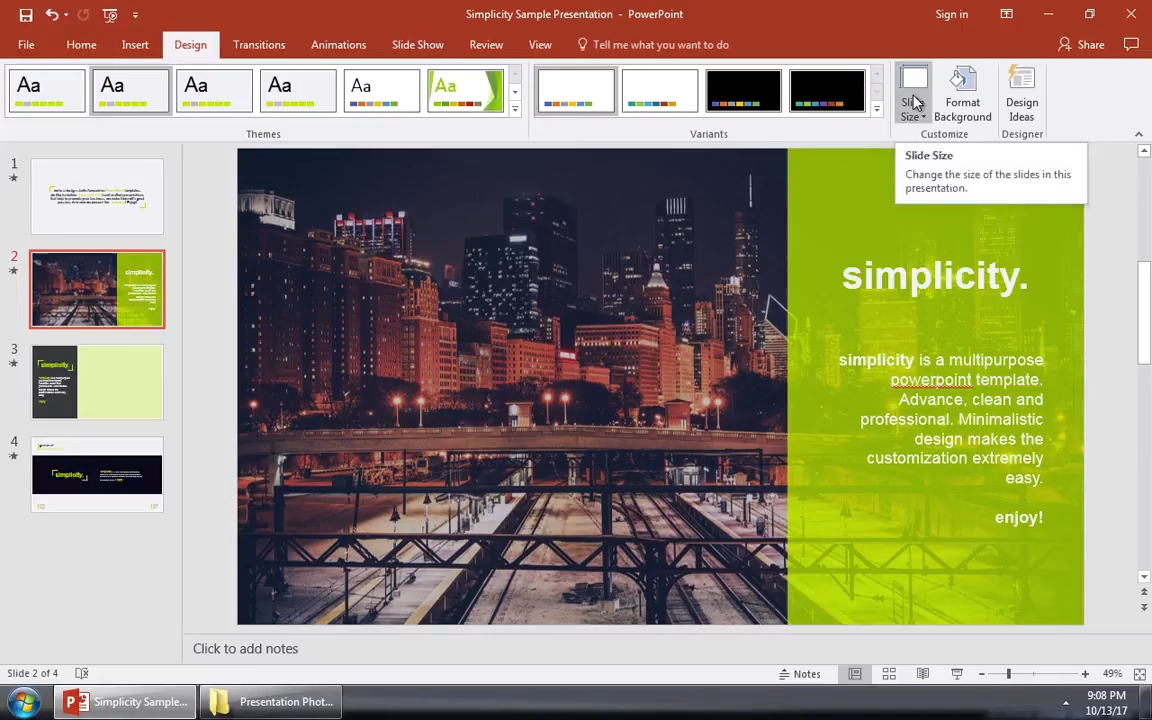 Simplicity Sample Presentation - PowerPoint
Sign in
File
Home
Insert
Design
Transitions
Animations
Slide Show
Review
View
Tell me what you want to do
Share
Aa
Aa
Aa
Aa
Aa
Aa
Slide Size
Format Background
Design Ideas
Themes
Variants
Customize
Designer
Slide Size
Change the size of the slides in this
presentation.
1
2
simplicity.
3
simplicity.
4
simplicity.
simplicity.
simplicity is a multipurpose
powerpoint template.
Advance, clean and
professional. Minimalistic
design makes the
customization extremely
easy.
enjoy!
Click to add notes
Slide 2 of 4
Notes
49%
Simplicity Sample...
Presentation Phot...
9:08 PM
10/13/17